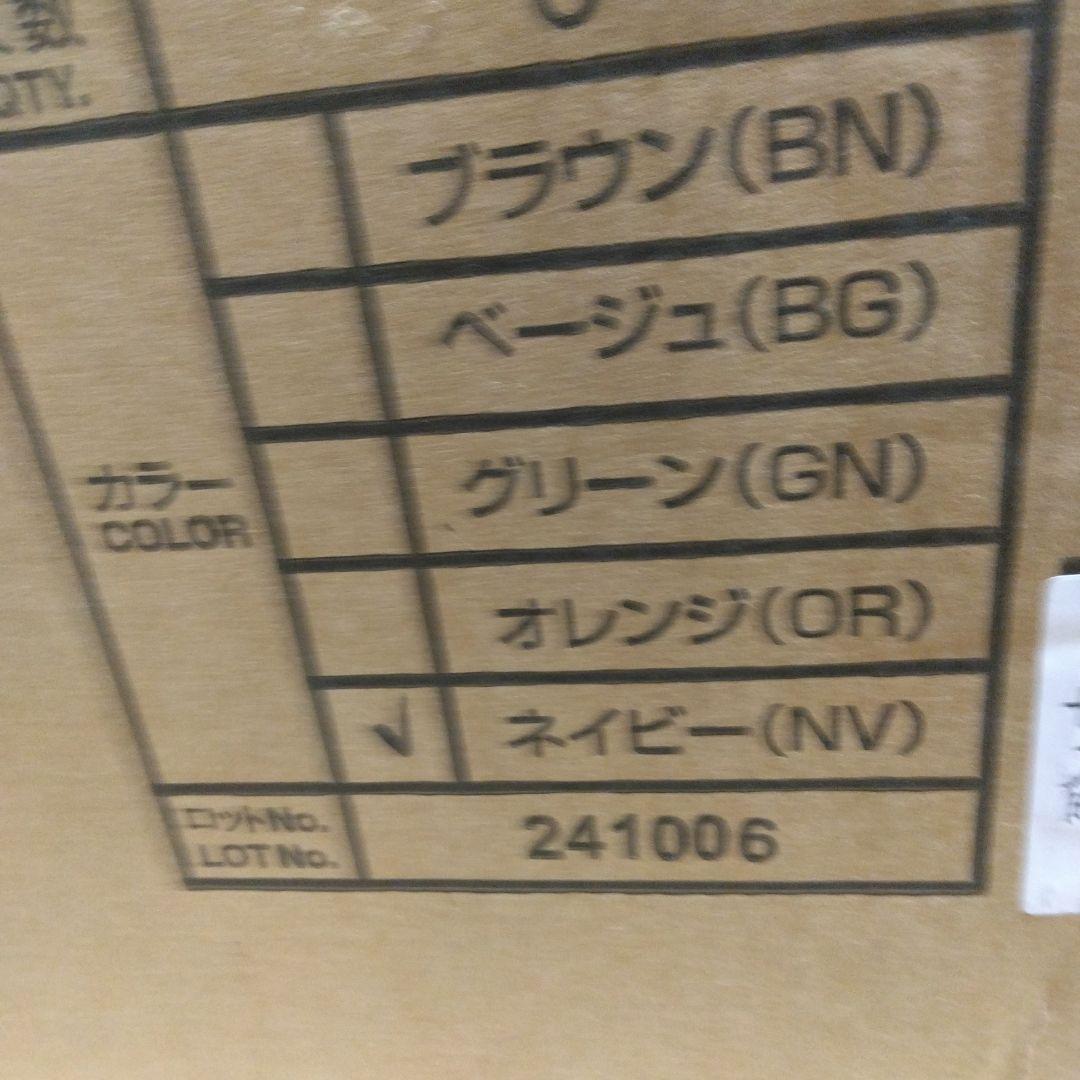 数
QTY.
カラー
COLOR
ブラウン(BN)
ベージュ(BG)
グリーン(GN)
オレンジ(OR)
√ ネイビー(NV)
ロットNo.
LOT No.
241006